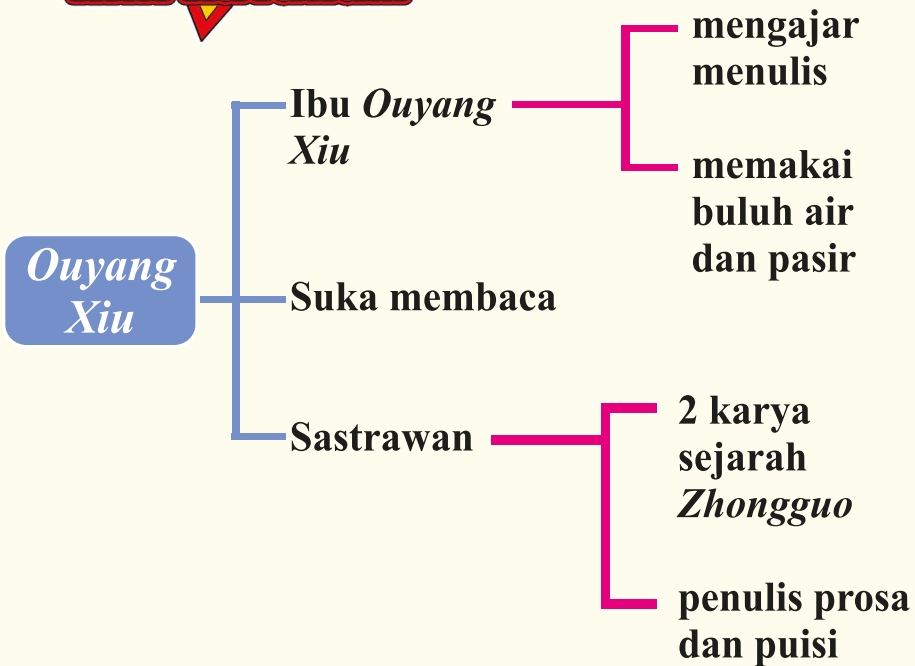 Ouyang
Xiu
Ibu Ouyang
Xiu
mengajar
menulis
memakai
buluh air
dan pasir
Suka membaca
Sastrawan
2 karya
sejarah
Zhongguo
penulis prosa
dan puisi